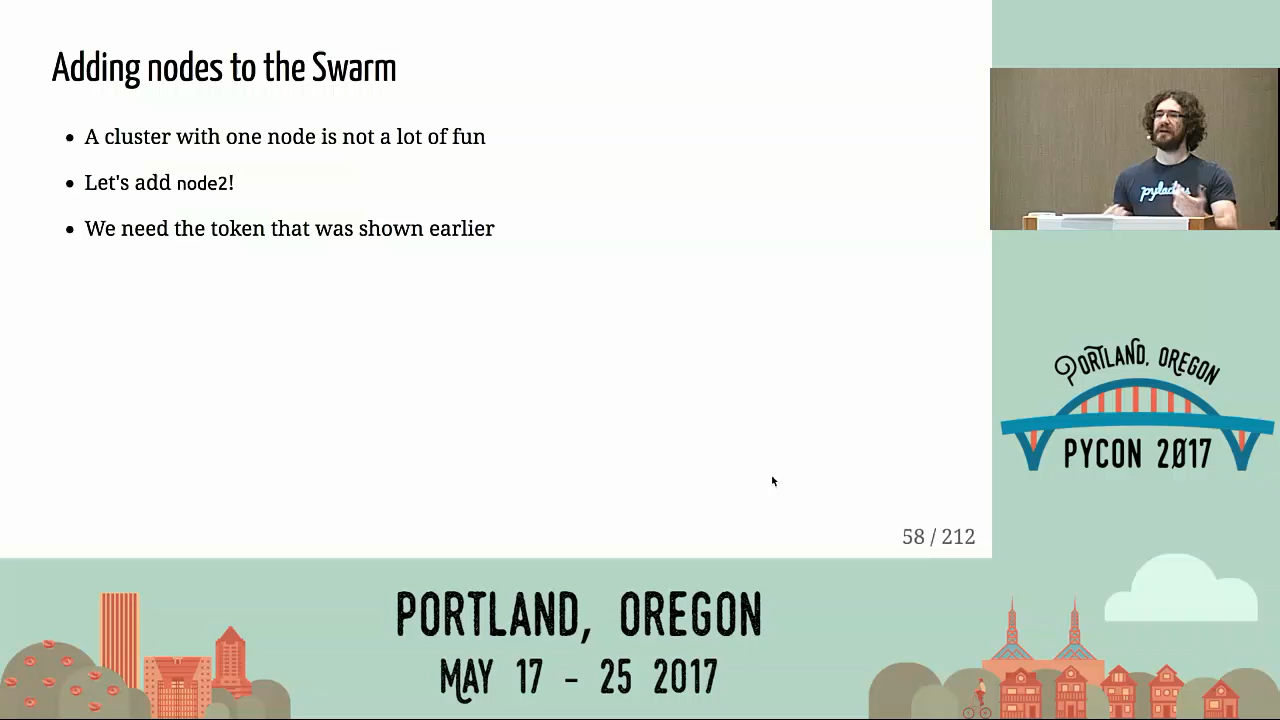 Adding nodes to the Swarm
• A cluster with one node is not a lot of fun
• Let's add node2!
• We need the token that was shown earlier
58 / 212
PORTLAND, OREGON
PYCON 2017
PORTLAND, OREGON
MAY 17 - 25 2017